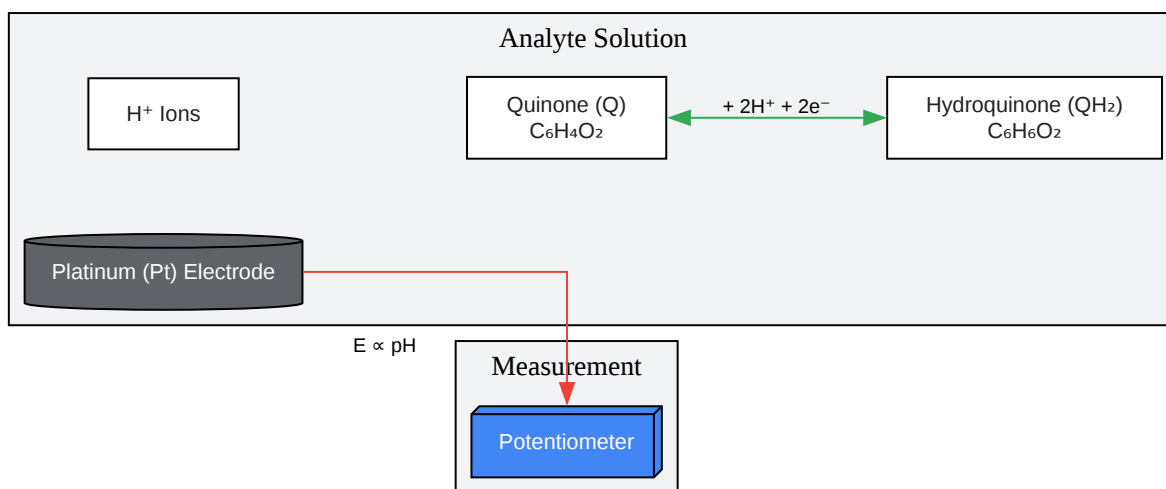 Analyte Solution
H⁺ Ions
Quinone (Q)
C₆H₄O₂
+ 2H⁺ + 2e⁻
Hydroquinone (QH₂)
C₆H₆O₂
Platinum (Pt) Electrode
E ∝ pH
Measurement
Potentiometer